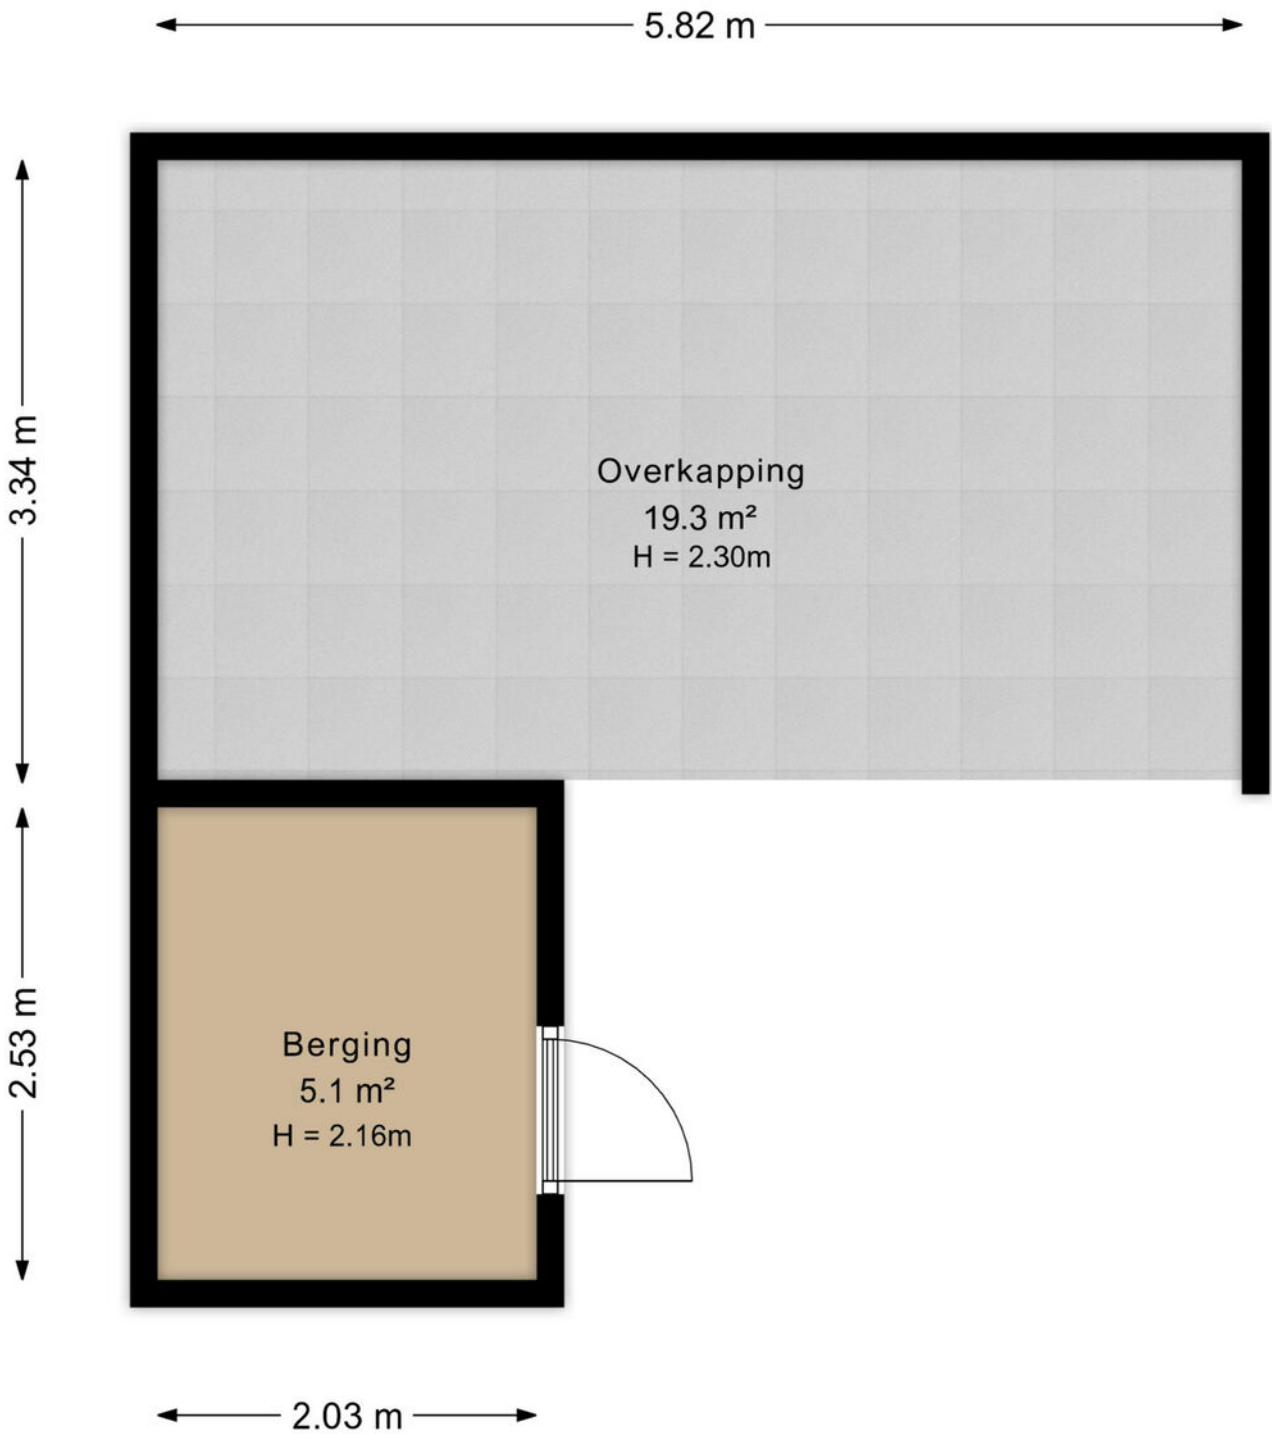 5.82 m
3.34 m
Overkapping
19.3 m²
H = 2.30m
2.53 m
Berging
5.1 m²
H = 2.16m
2.03 m